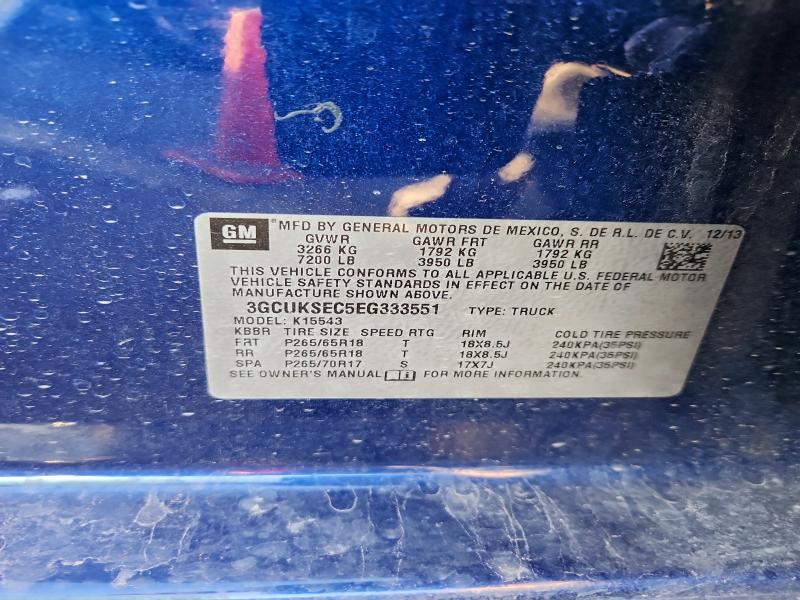 GM ® MFD BY GENERAL MOTORS DE MEXICO, S. DE R.L. DE C.V. 12/13
GVWR GAWR FRT GAWR RR
3266 KG 1792 KG 1792 KG
7200 LB 3950 LB 3950 LB
THIS VEHICLE CONFORMS TO ALL APPLICABLE U.S. FEDERAL MOTOR
VEHICLE SAFETY STANDARDS IN EFFECT ON THE DATE OF
MANUFACTURE SHOWN ABOVE.
3GCUKSEC5EG333551 TYPE: TRUCK
MODEL: K15543
KBBR TIRE SIZE SPEED RTG RIM COLD TIRE PRESSURE
FRT P265/65R18 T 18X8.5J 240KPA(35PSI)
RR P265/65R18 T 18X8.5J 240KPA(35PSI)
SPA P265/70R17 S 17X7J 240KPA(35PSI)
SEE OWNER'S MANUAL FOR MORE INFORMATION.